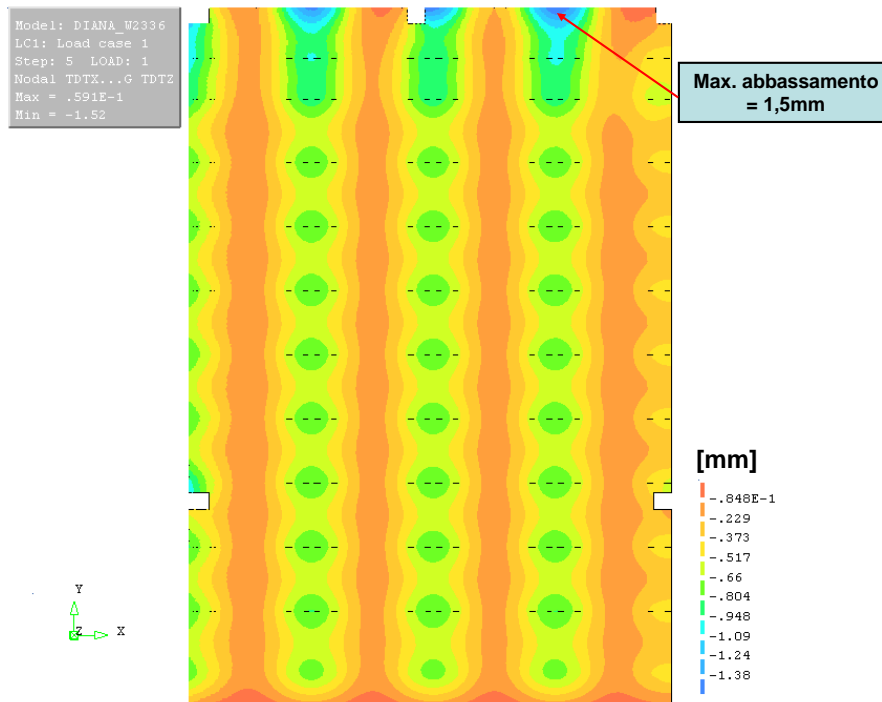 Model: DIANA_W2336
LC1: Load case 1
Step: 5 LOAD: 1
Nodal TDTX...G TDTZ
Max = .591E-1
Min = -1.52
Max. abbassamento
= 1,5mm
[mm]
-.848E-1
-.229
-.373
-.517
-.66
-.804
-.948
-1.09
-1.24
-1.38
Y
Z
X